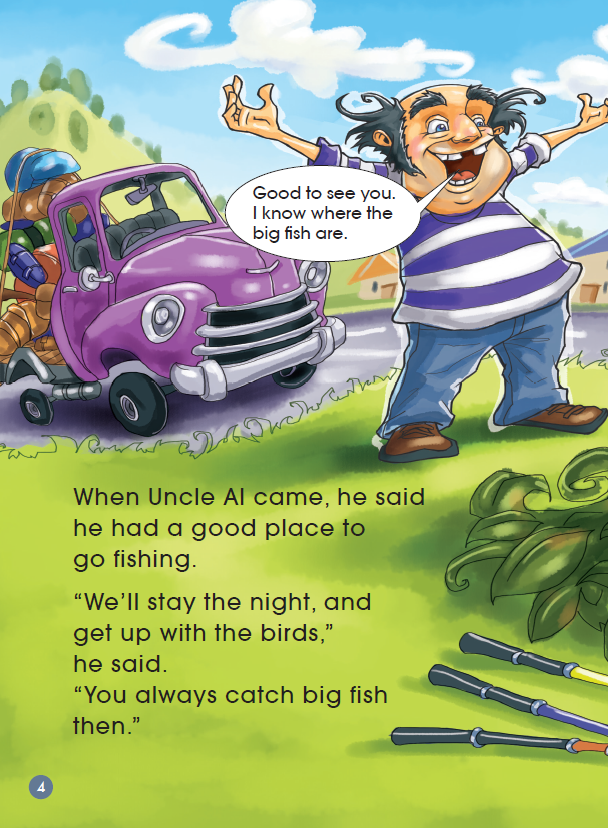 Good to see you.
I know where the
big fish are.
When Uncle Al came, he said
he had a good place to
go fishing.
“We’ll stay the night, and
get up with the birds,”
he said.
“You always catch big fish
then.”
4